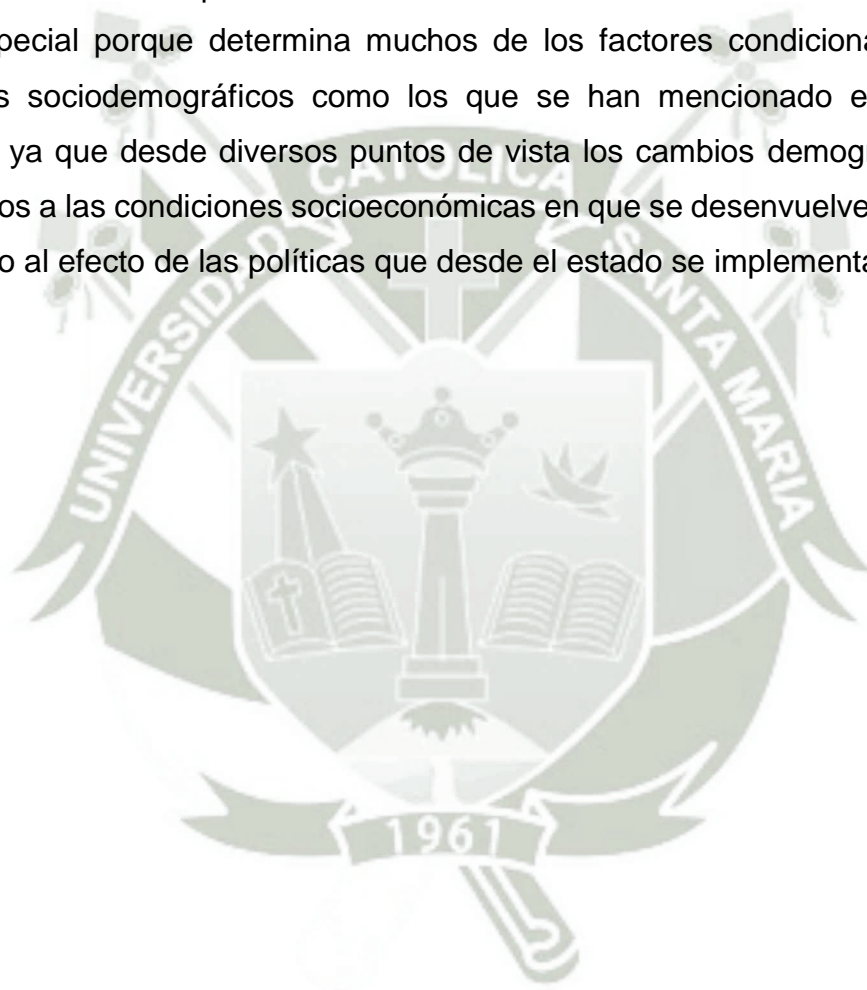 pecial porque determina muchos de los factores condiciona
s sociodemográficos como los que se han mencionado e
ya que desde diversos puntos de vista los cambios demog
os a las condiciones socioeconómicas en que se desenvuelve
o al efecto de las políticas que desde el estado se implementa
UNIVERSIDAD CATOLICA SANTA MARIA
1961